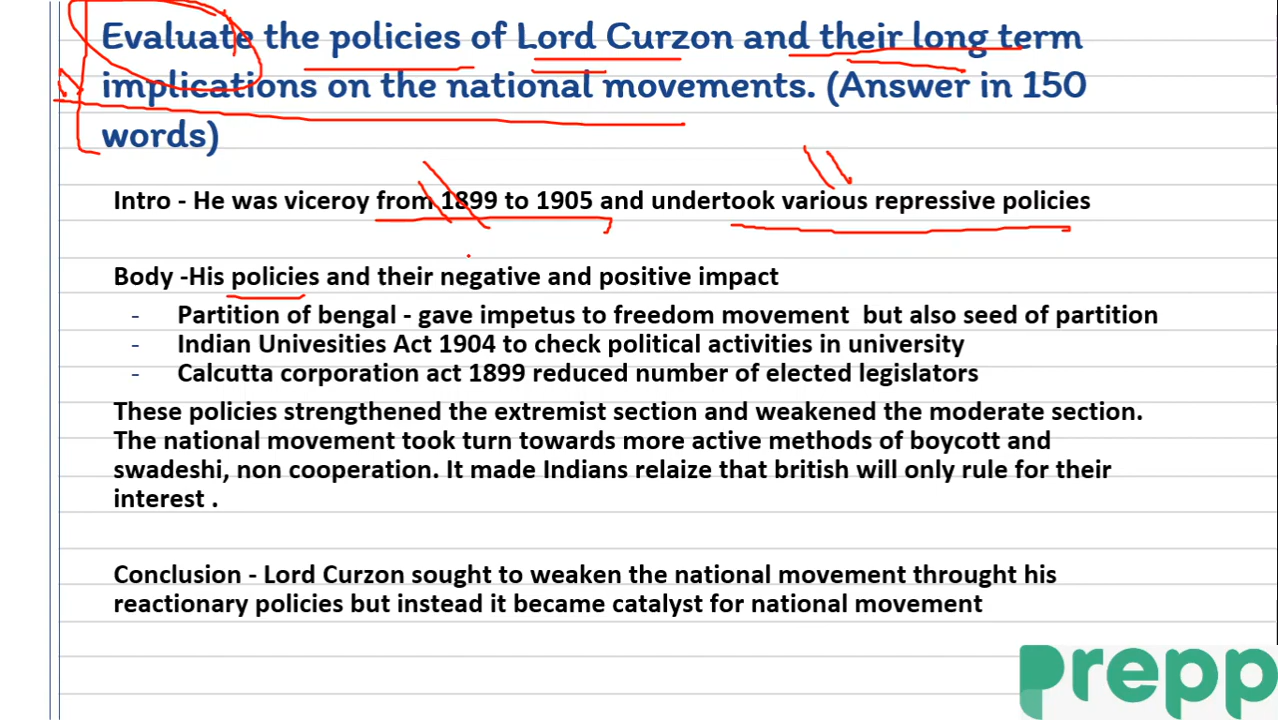 Evaluate the policies of Lord Curzon and their long term
implications on the national movements. (Answer in 150
words)
Intro - He was viceroy from 1899 to 1905 and undertook various repressive policies
Body -His policies and their negative and positive impact
- Partition of bengal - gave impetus to freedom movement but also seed of partition
- Indian Univesities Act 1904 to check political activities in university
- Calcutta corporation act 1899 reduced number of elected legislators
These policies strengthened the extremist section and weakened the moderate section.
The national movement took turn towards more active methods of boycott and
swadeshi, non cooperation. It made Indians relaize that british will only rule for their
interest .
Conclusion - Lord Curzon sought to weaken the national movement throught his
reactionary policies but instead it became catalyst for national movement
prepp